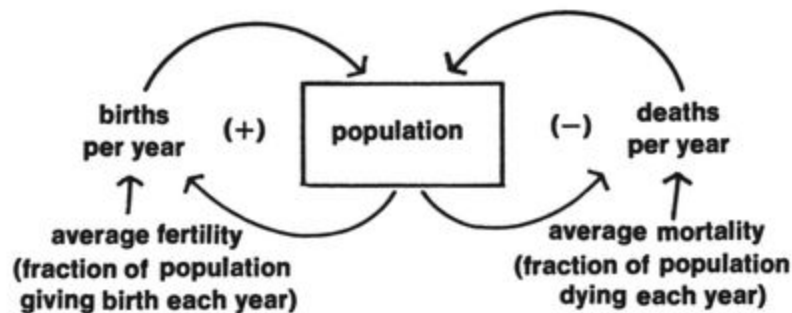 births
per year
(+)
population
(−)
deaths
per year
average fertility
(fraction of population
giving birth each year)
average mortality
(fraction of population
dying each year)